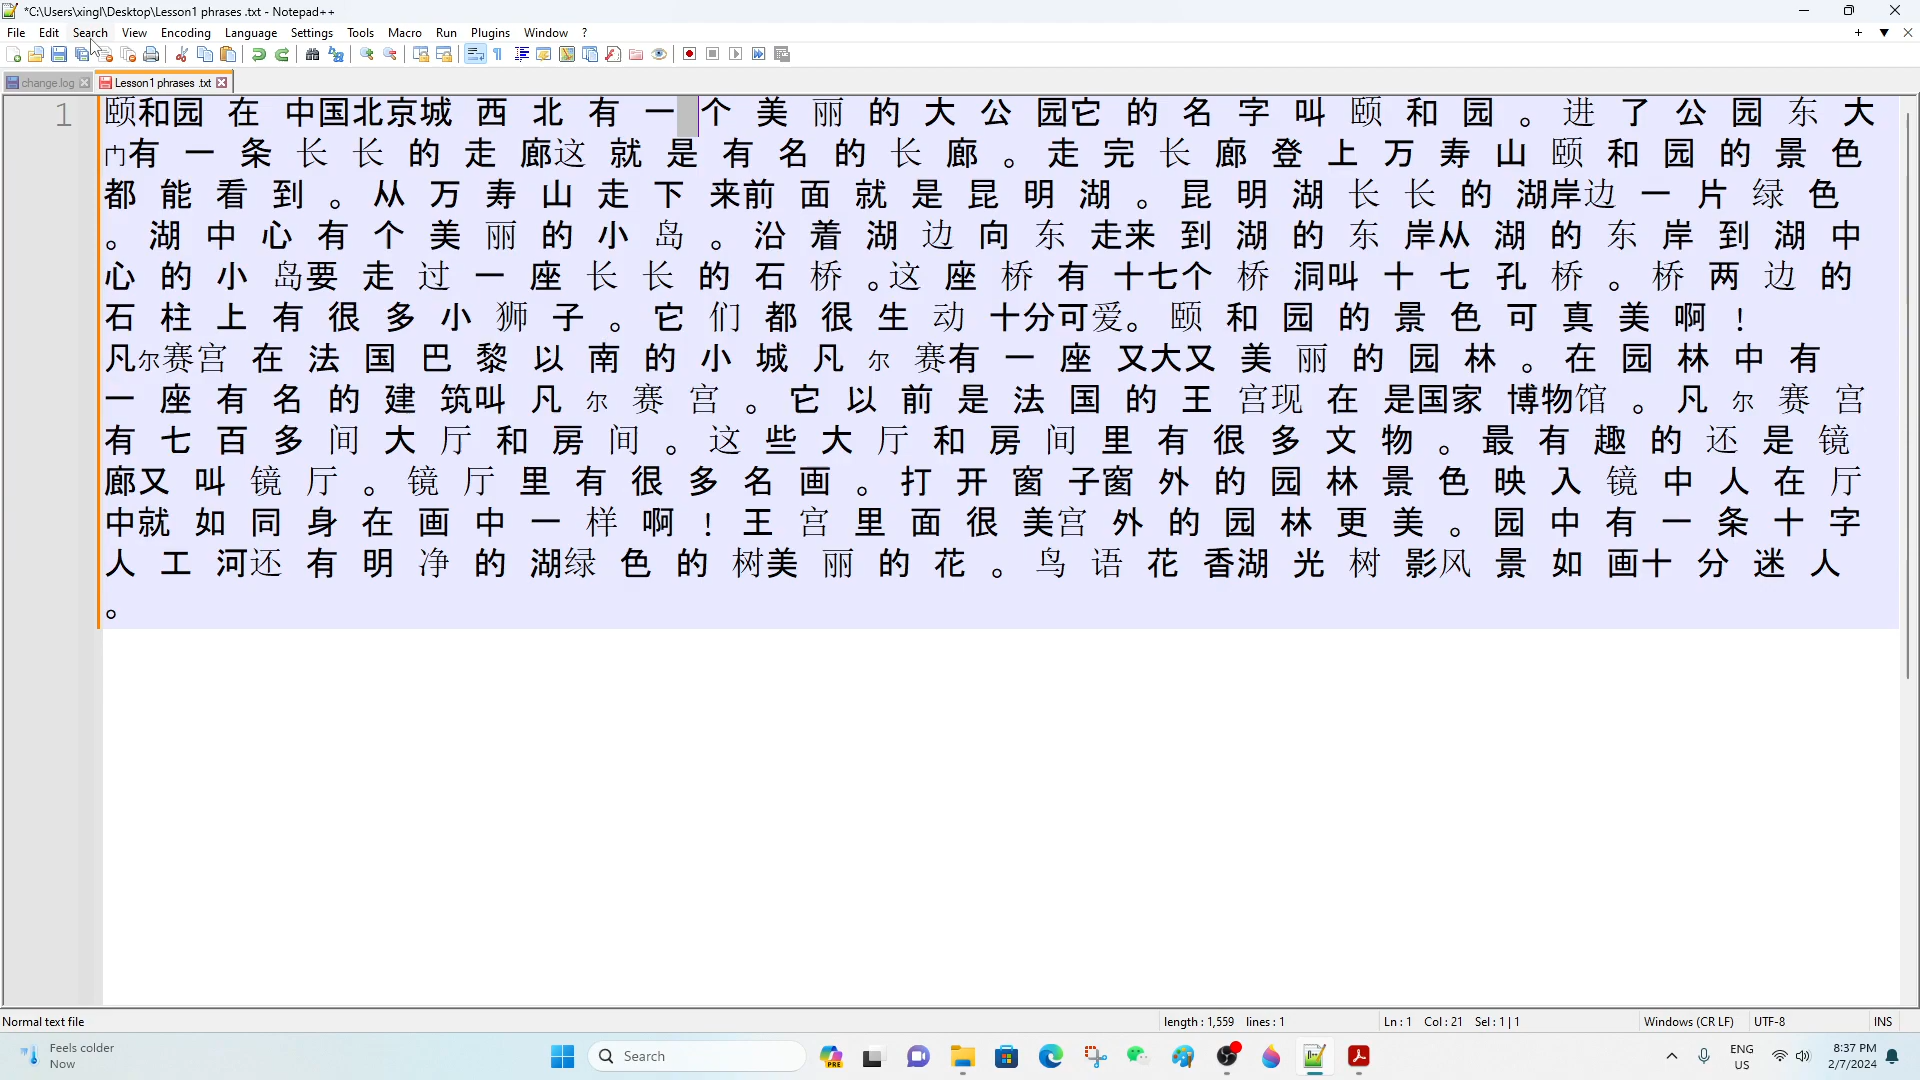 *C:\Users\xingl\Desktop\Lesson1 phrases .txt - Notepad++
File Edit Search View Encoding Language Settings Tools Macro Run Plugins Window ?
change.log Lesson1 phrases .txt
1 颐和园 在 中国北京城 西 北 有 一 个 美 丽 的 大 公 园它 的 名 字 叫 颐 和 园 。 进 了 公 园 东 大
门有 一 条 长 长 的 走 廊这 就 是 有 名 的 长 廊 。 走 完 长 廊 登 上 万 寿 山 颐 和 园 的 景 色
都 能 看 到 。 从 万 寿 山 走 下 来前 面 就 是 昆 明 湖 。 昆 明 湖 长 长 的 湖岸边 一 片 绿 色
。 湖 中 心 有 个 美 丽 的 小 岛 。 沿 着 湖 边 向 东 走来 到 湖 的 东 岸从 湖 的 东 岸 到 湖 中
心 的 小 岛要 走 过 一 座 长 长 的 石 桥 。这 座 桥 有 十七个 桥 洞叫 十 七 孔 桥 。 桥 两 边 的
石 柱 上 有 很 多 小 狮 子 。 它 们 都 很 生 动 十分可爱。 颐 和 园 的 景 色 可 真 美 啊 ！
凡尔赛宫 在 法 国 巴 黎 以 南 的 小 城 凡 尔 赛有 一 座 又大又 美 丽 的 园 林 。 在 园 林 中 有
一 座 有 名 的 建 筑叫 凡 尔 赛 宫 。 它 以 前 是 法 国 的 王 宫现 在 是国家 博物馆 。 凡 尔 赛 宫
有 七 百 多 间 大 厅 和 房 间 。 这 些 大 厅 和 房 间 里 有 很 多 文 物 。 最 有 趣 的 还 是 镜
廊又 叫 镜 厅 。 镜 厅 里 有 很 多 名 画 。 打 开 窗 子窗 外 的 园 林 景 色 映 入 镜 中 人 在 厅
中就 如 同 身 在 画 中 一 样 啊 ！ 王 宫 里 面 很 美宫 外 的 园 林 更 美 。 园 中 有 一 条 十 字
人 工 河还 有 明 净 的 湖绿 色 的 树美 丽 的 花 。 鸟 语 花 香湖 光 树 影风 景 如 画十 分 迷 人
。
Normal text file length : 1,559 lines : 1 Ln : 1 Col : 21 Sel : 1 | 1 Windows (CR LF) UTF-8 INS
Feels colder
Now
Search
PRE
ENG
US
8:37 PM
2/7/2024